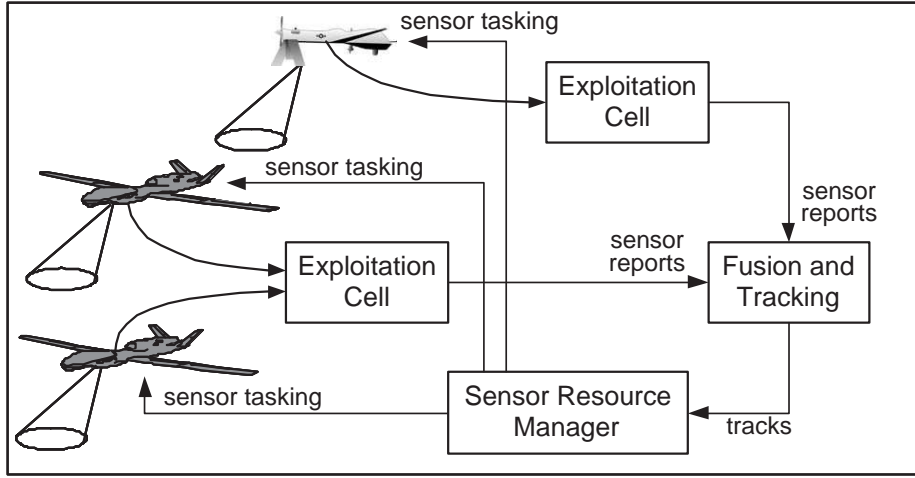 sensor tasking
Exploitation
Cell
sensor tasking
sensor
reports
sensor
reports
Exploitation
Cell
Fusion and
Tracking
sensor tasking
Sensor Resource
Manager
tracks